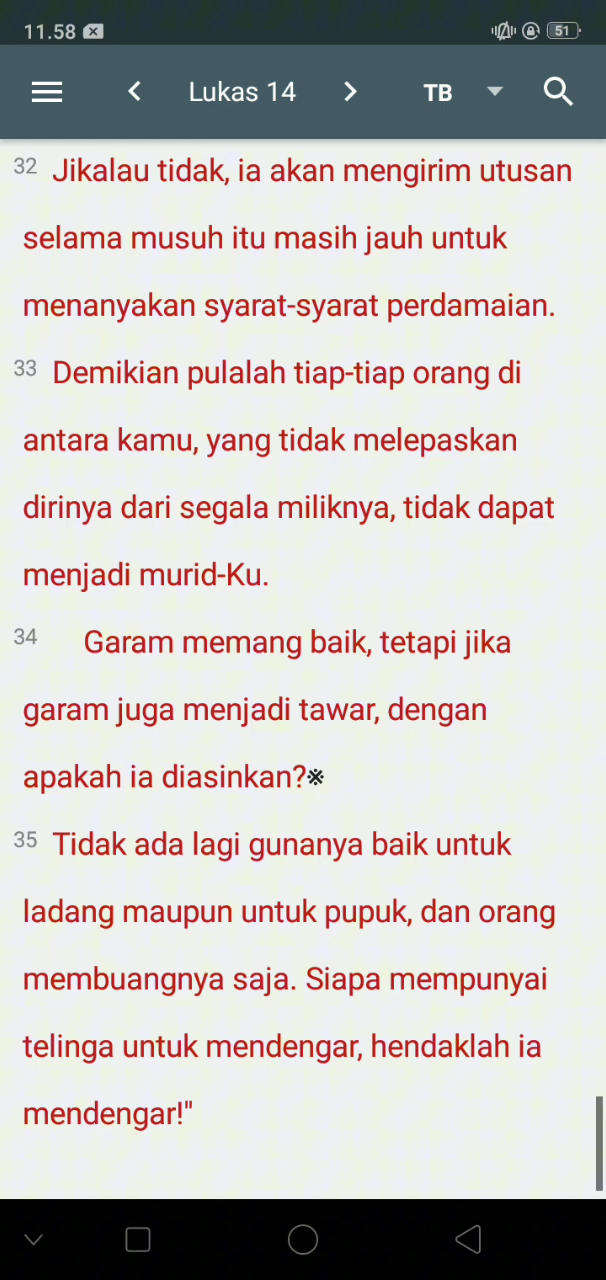 11.58
51
Lukas 14
TB
32 Jikalau tidak, ia akan mengirim utusan
selama musuh itu masih jauh untuk
menanyakan syarat-syarat perdamaian.
33 Demikian pulalah tiap-tiap orang di
antara kamu, yang tidak melepaskan
dirinya dari segala miliknya, tidak dapat
menjadi murid-Ku.
34 Garam memang baik, tetapi jika
garam juga menjadi tawar, dengan
apakah ia diasinkan?※
35 Tidak ada lagi gunanya baik untuk
ladang maupun untuk pupuk, dan orang
membuangnya saja. Siapa mempunyai
telinga untuk mendengar, hendaklah ia
mendengar!"